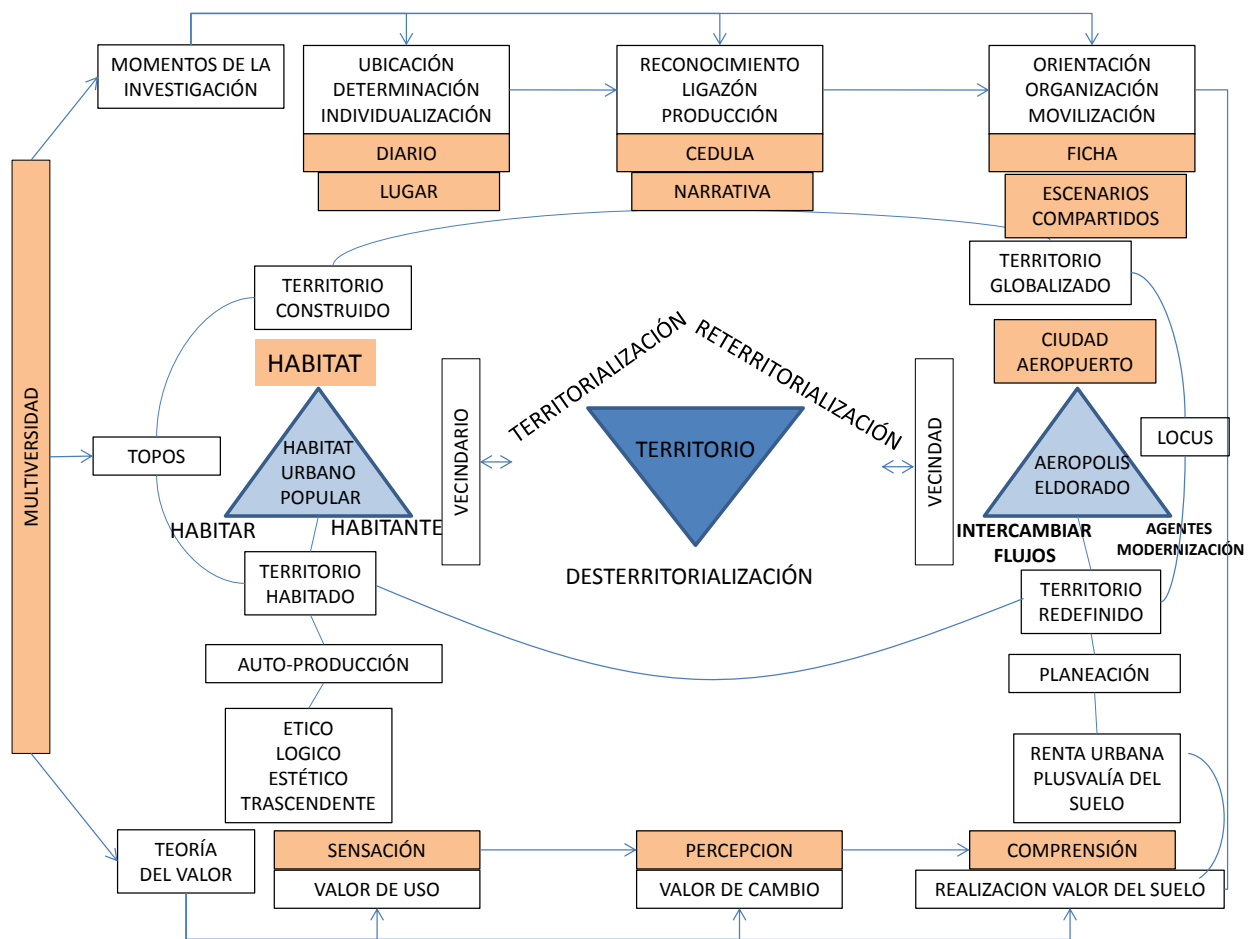 MOMENTOS DE LA
INVESTIGACIÓN
UBICACIÓN
DETERMINACIÓN
INDIVIDUALIZACIÓN
DIARIO
LUGAR
RECONOCIMIENTO
LIGAZÓN
PRODUCCIÓN
CEDULA
NARRATIVA
ORIENTACIÓN
ORGANIZACIÓN
MOVILIZACIÓN
FICHA
ESCENARIOS
COMPARTIDOS
MULTIVERSIDAD
TERRITORIO
CONSTRUIDO
TERRITORIO
GLOBALIZADO
HABITAT
CIUDAD
AEROPUERTO
TOPOS
HABITAT
URBANO
POPULAR
HABITAR
HABITANTE
VECINDARIO
TERRITORIALIZACIÓN
RETERRITORIALIZACIÓN
TERRITORIO
DESTERRITORIALIZACIÓN
VECINDAD
AEROPOLIS
ELDORADO
LOCUS
INTERCAMBIAR
FLUJOS
AGENTES
MODERNIZACIÓN
TERRITORIO
HABITADO
TERRITORIO
REDEFINIDO
AUTO-PRODUCCIÓN
PLANEACIÓN
ETICO
LOGICO
ESTÉTICO
TRASCENDENTE
RENTA URBANA
PLUSVALÍA DEL
SUELO
TEORÍA
DEL VALOR
SENSACIÓN
VALOR DE USO
PERCEPCION
VALOR DE CAMBIO
COMPRENSIÓN
REALIZACION VALOR DEL SUELO